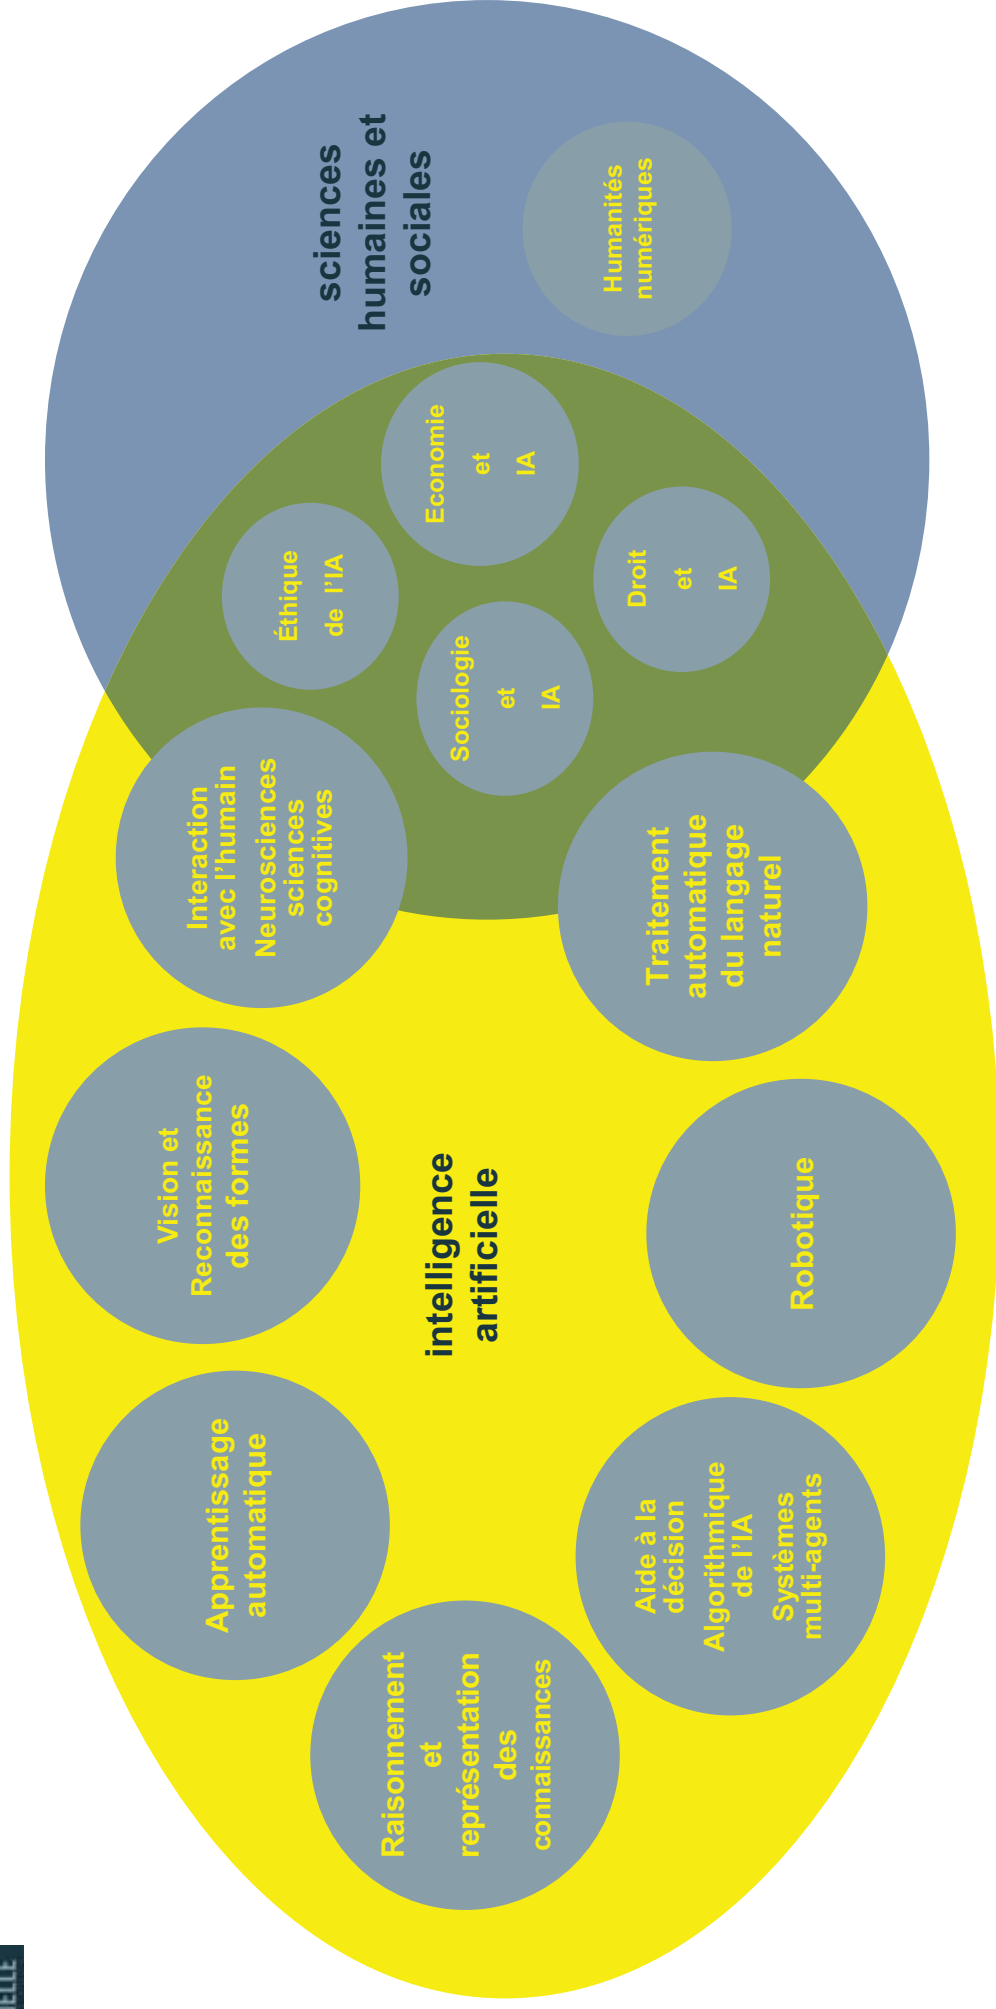 Raisonnement
et
représentation
des
connaissances
Apprentissage
automatique
Vision et
Reconnaissance
des formes
Interaction
avec l’humain
Neurosciences
sciences
cognitives
intelligence
artificielle
Aide à la
décision
Algorithmique
de l’IA
Systèmes
multi-agents
Robotique
Traitement
automatique
du langage
naturel
Éthique
de l’IA
Sociologie
et
IA
Economie
et
IA
Droit
et
IA
sciences
humaines et
sociales
Humanités
numériques